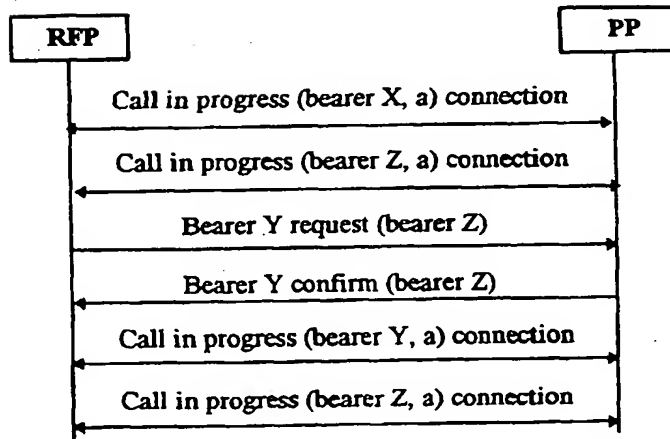 RFP
PP
Call in progress (bearer X, a) connection
Call in progress (bearer Z, a) connection
Bearer Y request (bearer Z)
Bearer Y confirm (bearer Z)
Call in progress (bearer Y, a) connection
Call in progress (bearer Z, a) connection